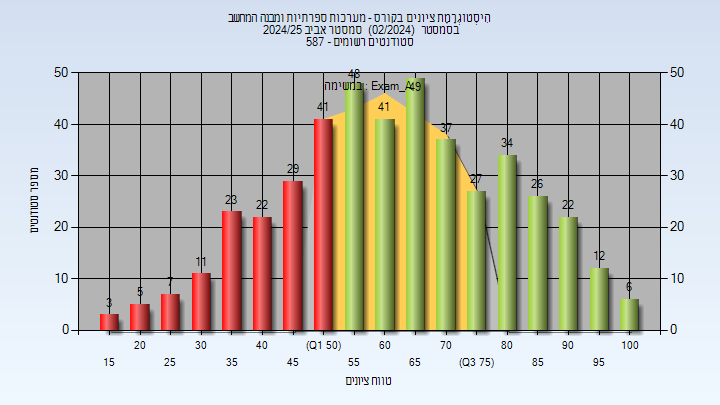 היסטוגרמת ציונים בקורס - מערכות ספרתיות ומבנה המחשב
בסמסטר (02/2024) סמסטר אביב 2024/25
סטודנטים רשומים - 587
במשימה : Exam_A
מספר סטודנטים
50 50
40 40
30 30
20 20
10 10
0 0
3 5 7 11 23 22 29 41 48 41 49 37 27 34 26 22 12 6
20 30 40 (Q1 50) 60 70 80 90 100
15 25 35 45 55 65 (Q3 75) 85 95
טווח ציונים